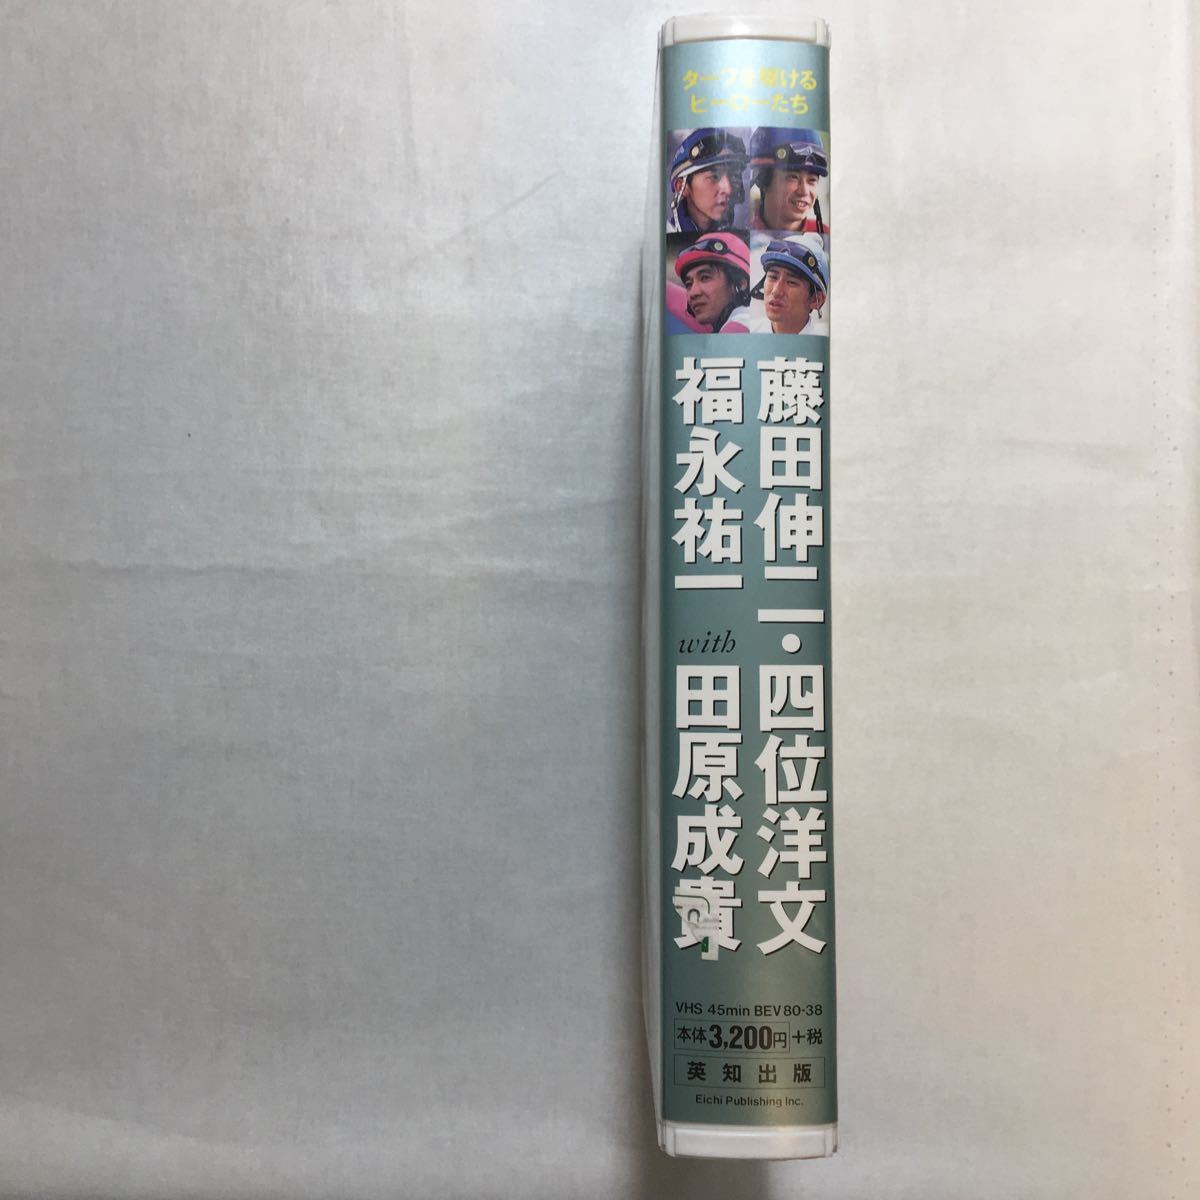 ターフを駆ける
ヒーローたち
藤田伸二・四位洋文
福永祐一 with 田原成貴
VHS 45min BEV80-38
本体3,200円+税
英知出版
Eichi Publishing Inc.